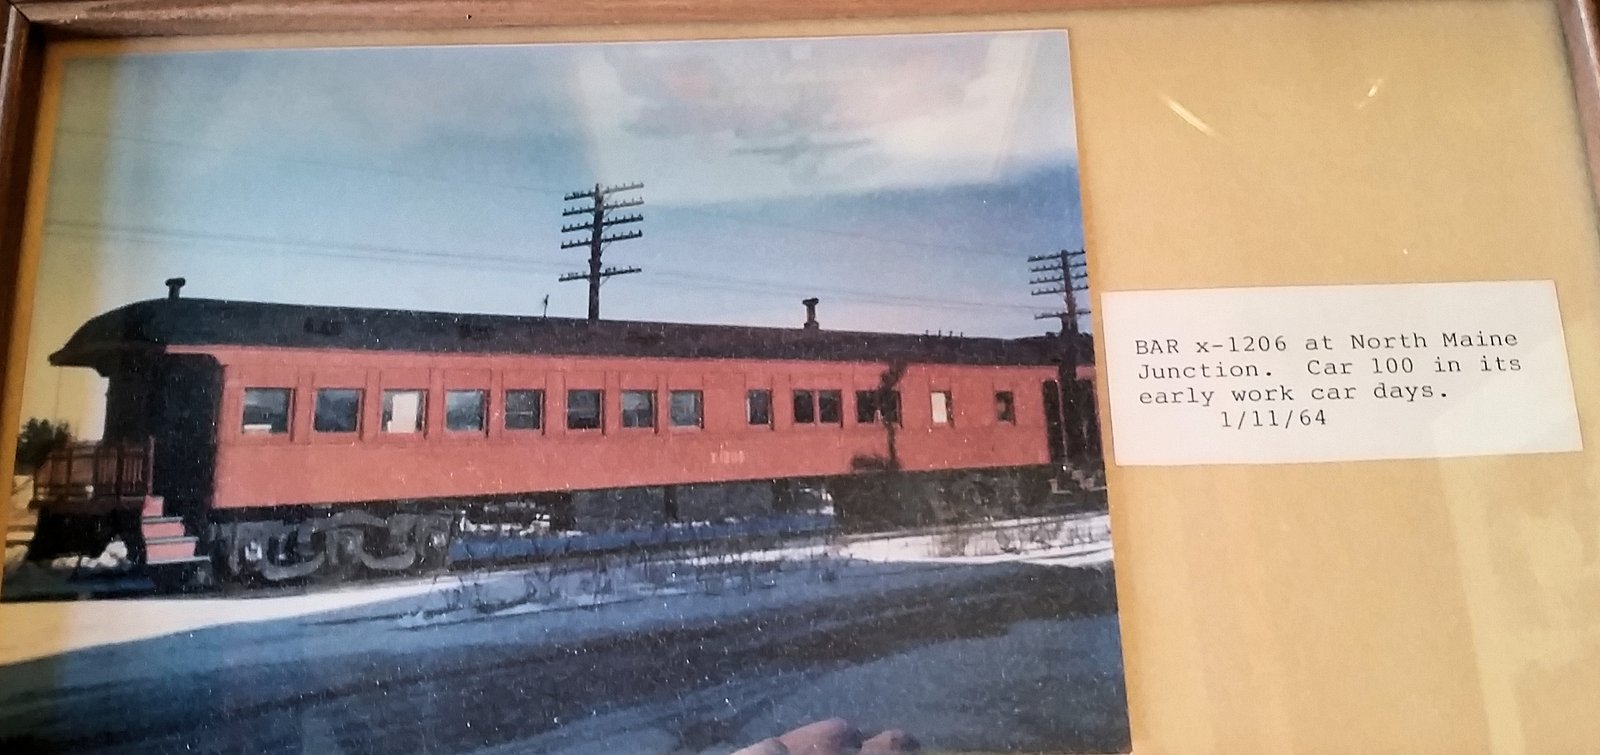 BAR x-1206 at North Maine
Junction.  Car 100 in its
early work car days.
1/11/64